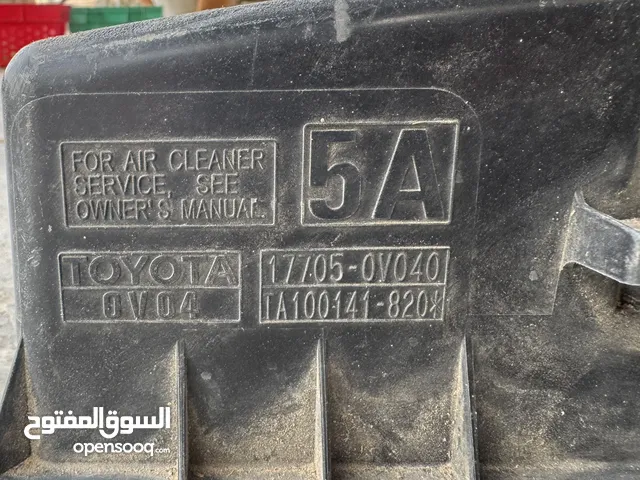 FOR AIR CLEANER
SERVICE, SEE
OWNER'S MANUAL.
5A
TOYOTA
0V04
17705-0V040
TA100141-820*
السوق المفتوح
opensooq.com